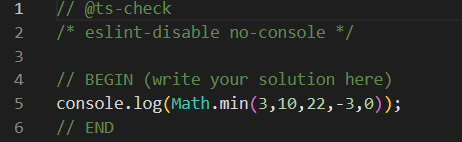 1 // @ts-check
2 /* eslint-disable no-console */
3
4 // BEGIN (write your solution here)
5 console.log(Math.min(3,10,22,-3,0));
6 // END